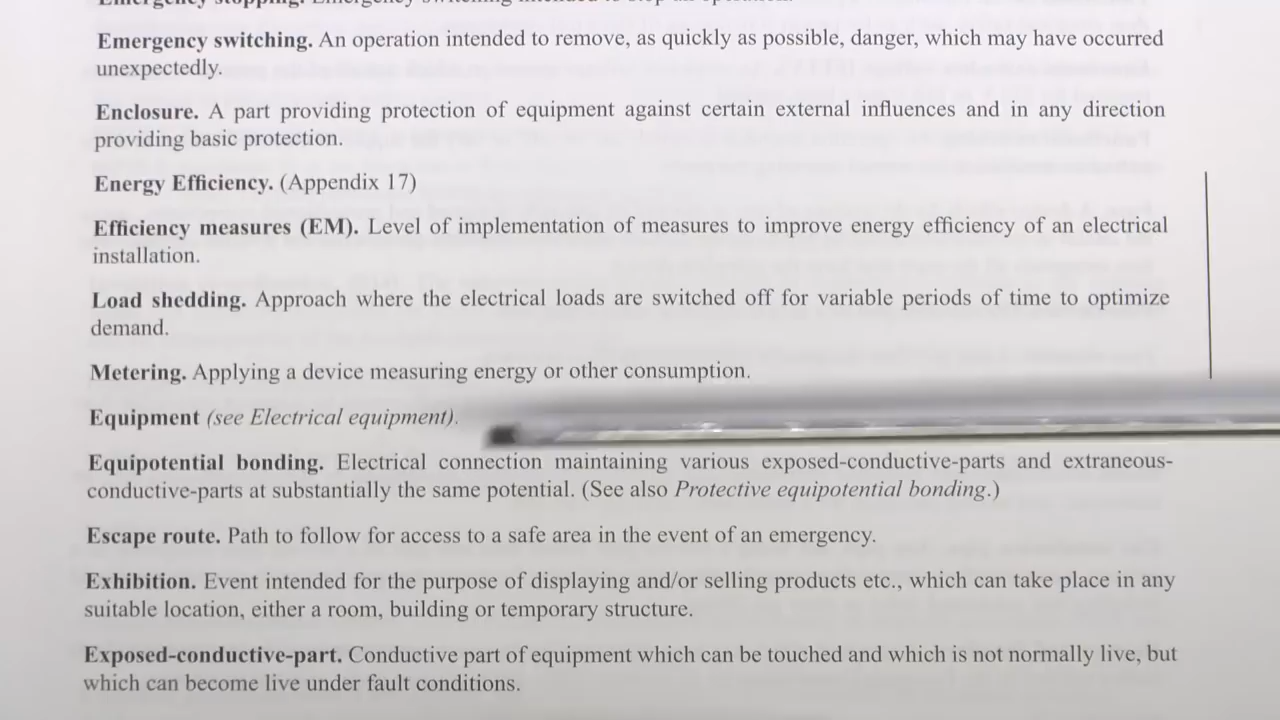 Emergency stopping. Emergency switching intended to stop an operation.
Emergency switching. An operation intended to remove, as quickly as possible, danger, which may have occurred
unexpectedly.
Enclosure. A part providing protection of equipment against certain external influences and in any direction
providing basic protection.
Energy Efficiency. (Appendix 17)
Efficiency measures (EM). Level of implementation of measures to improve energy efficiency of an electrical
installation.
Load shedding. Approach where the electrical loads are switched off for variable periods of time to optimize
demand.
Metering. Applying a device measuring energy or other consumption.
Equipment (see Electrical equipment).
Equipotential bonding. Electrical connection maintaining various exposed-conductive-parts and extraneous-
conductive-parts at substantially the same potential. (See also Protective equipotential bonding.)
Escape route. Path to follow for access to a safe area in the event of an emergency.
Exhibition. Event intended for the purpose of displaying and/or selling products etc., which can take place in any
suitable location, either a room, building or temporary structure.
Exposed-conductive-part. Conductive part of equipment which can be touched and which is not normally live, but
which can become live under fault conditions.